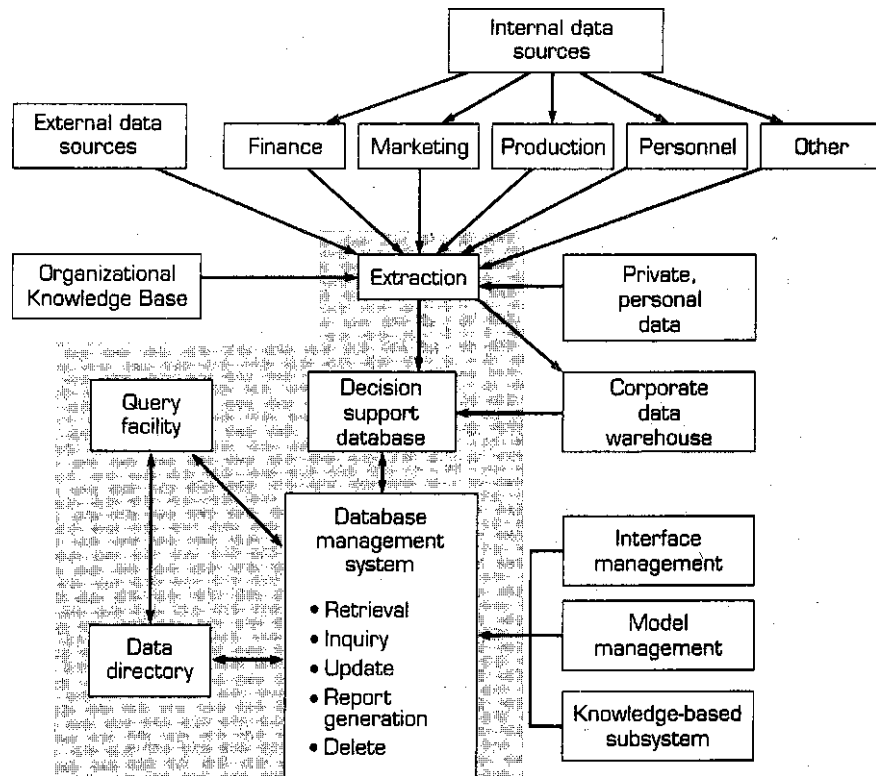 Internal data
sources
External data
sources
Finance
Marketing
Production
Personnel
Other
Organizational
Knowledge Base
Extraction
Private,
personal
data
Query
facility
Decision
support
database
Corporate
data
warehouse
Database
management
system
• Retrieval
• Inquiry
• Update
• Report
generation
• Delete
Data
directory
Interface
management
Model
management
Knowledge-based
subsystem